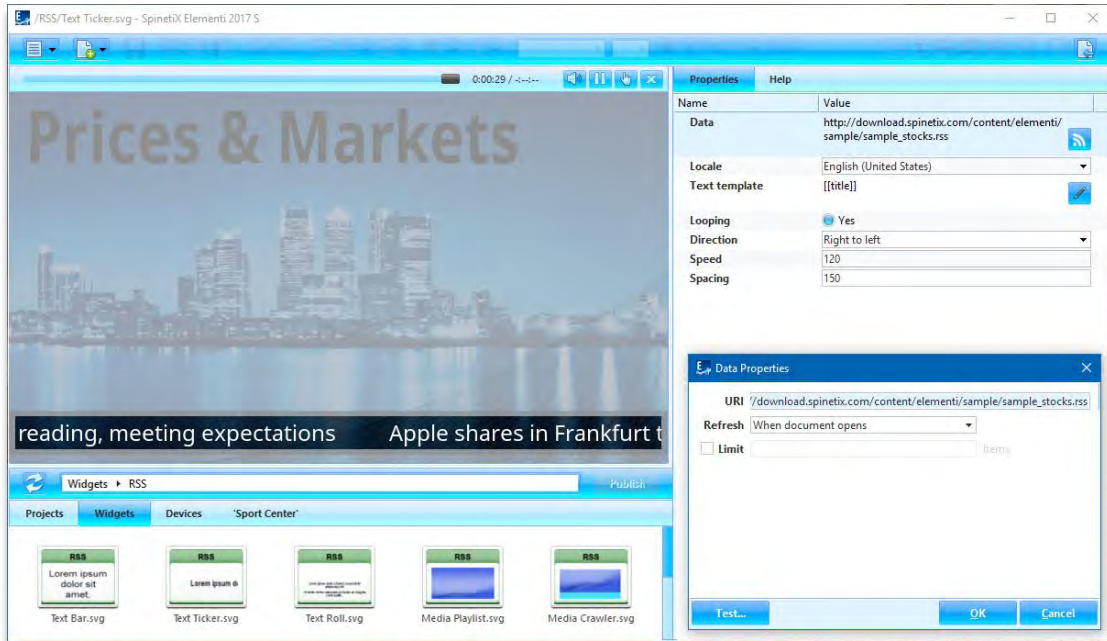 /RSS/Text Ticker.svg - SpinetiX Elementi 2017 S
0:00:29 / -:--:--
Prices & Markets
reading, meeting expectations Apple shares in Frankfurt t
Properties Help
Name Value
Data http://download.spinetix.com/content/elementi/
sample/sample_stocks.rss
Locale English (United States)
Text template [[title]]
Looping Yes
Direction Right to left
Speed 120
Spacing 150
Data Properties
URI '/download.spinetix.com/content/elementi/sample/sample_stocks.rss
Refresh When document opens
Limit Items
Test... OK Cancel
Widgets RSS Publish
Projects Widgets Devices 'Sport Center'
RSS RSS RSS RSS RSS
Lorem ipsum
dolor sit
amet,
Lorem ipsum di
Text Bar.svg Text Ticker.svg Text Roll.svg Media Playlist.svg Media Crawler.svg